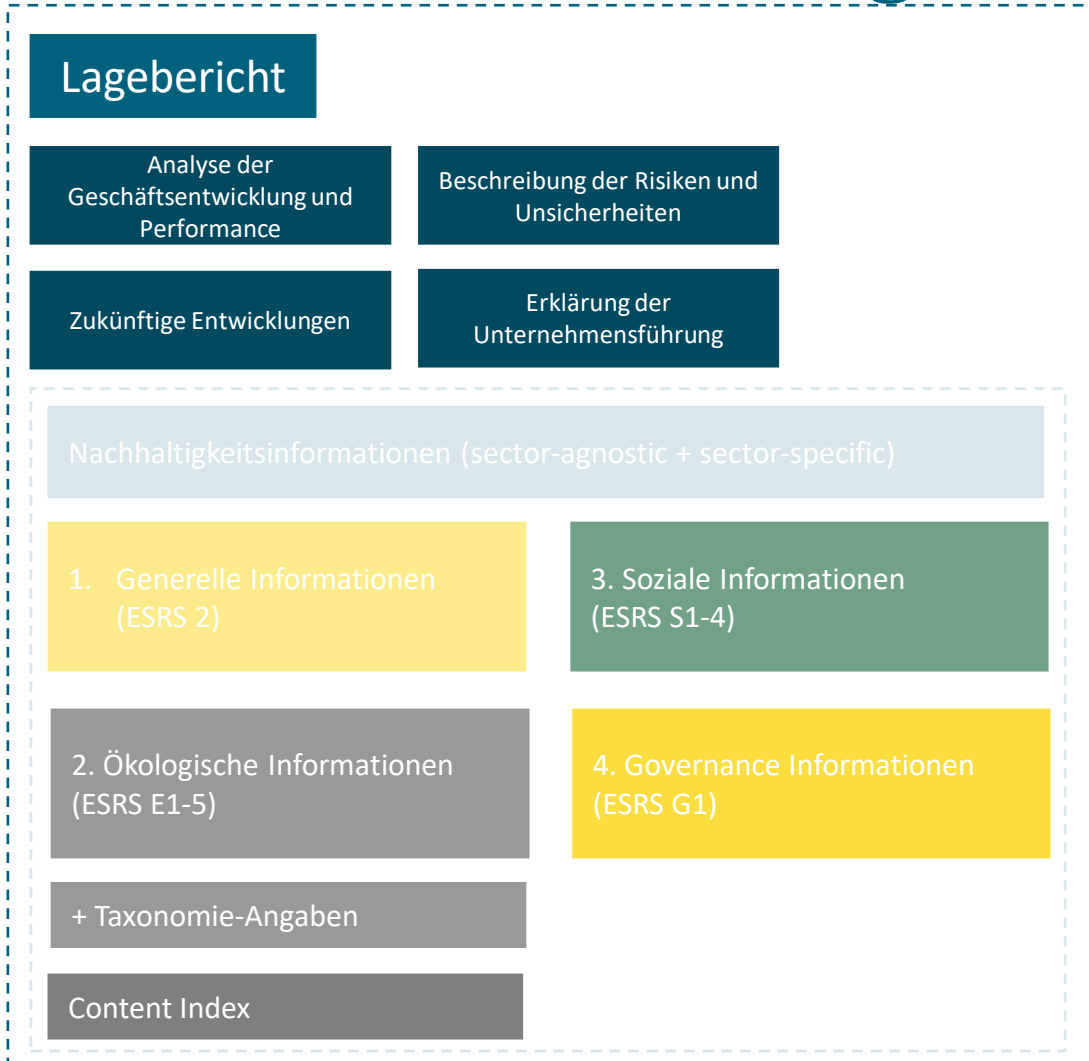 Lagebericht
Analyse der
Geschäftsentwicklung und
Performance
Beschreibung der Risiken und
Unsicherheiten
Zukünftige Entwicklungen
Erklärung der
Unternehmensführung
Nachhaltigkeitsinformationen (sector-agnostic + sector-specific)
1. Generelle Informationen
(ESRS 2)
3. Soziale Informationen
(ESRS S1-4)
2. Ökologische Informationen
(ESRS E1-5)
4. Governance Informationen
(ESRS G1)
+ Taxonomie-Angaben
Content Index